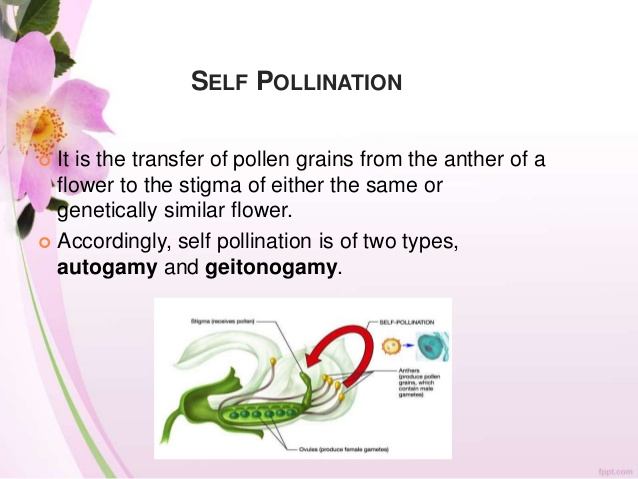 SELF POLLINATION
It is the transfer of pollen grains from the anther of a
flower to the stigma of either the same or
genetically similar flower.
Accordingly, self pollination is of two types,
autogamy and geitonogamy.
Stigma (receives pollen)
SELF-POLLINATION
Anthers
(produce pollen
grains, which
contain male
gametes)
Ovules (produce female gametes)
fppt.com